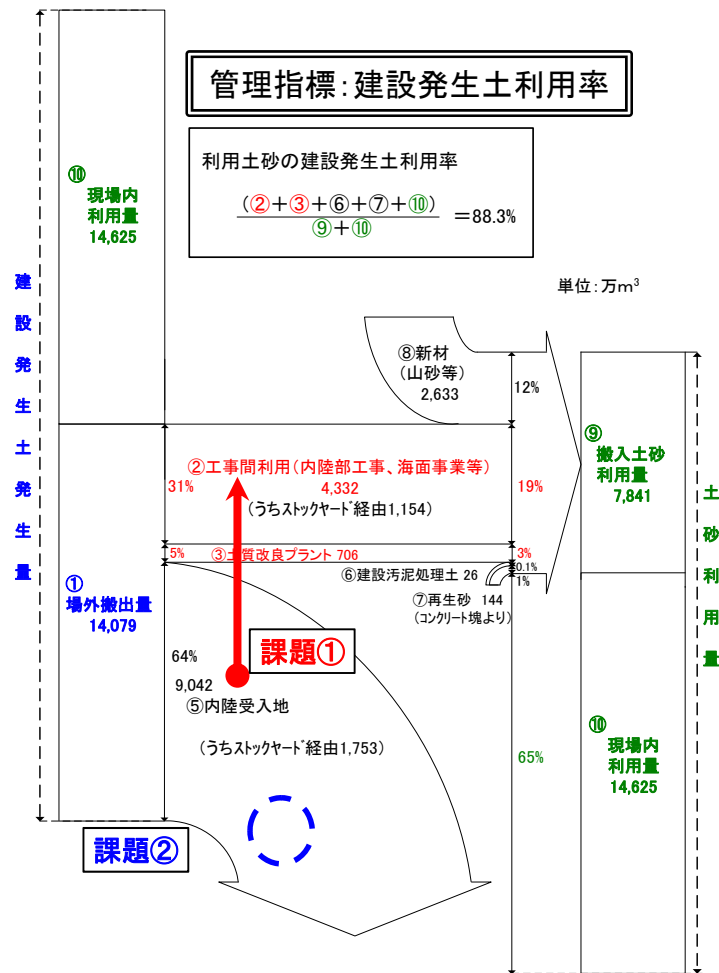 管理指標：建設発生土利用率
利用土砂の建設発生土利用率
(②＋③＋⑥＋⑦＋⑩)
⑨＋⑩
＝88.3%
単位：万m³
建設発生土発生量
⑩
現場内
利用量
14,625
①
場外搬出量
14,079
⑧新材
(山砂等)
2,633
12%
②工事間利用（内陸部工事、海面事業等）
31%
4,332
19%
(うちストックヤード経由1,154)
5%
③土質改良プラント 706
3%
⑥建設汚泥処理土 26
0.1%
1%
⑦再生砂 144
(コンクリート塊より)
64%
課題①
9,042
⑤内陸受入地
(うちストックヤード経由1,753)
65%
課題②
⑨
搬入土砂
利用量
7,841
⑩
現場内
利用量
14,625
土砂利用量